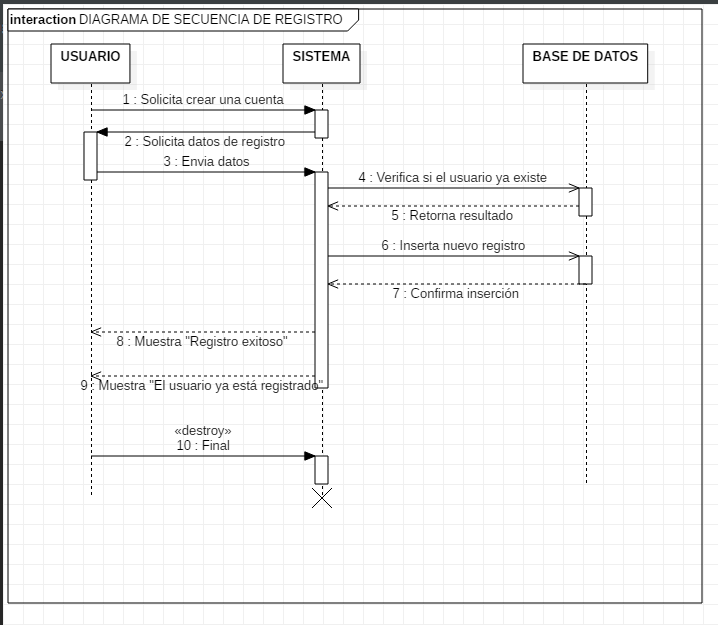 interaction DIAGRAMA DE SECUENCIA DE REGISTRO
USUARIO
SISTEMA
BASE DE DATOS
1 : Solicita crear una cuenta
2 : Solicita datos de registro
3 : Envia datos
4 : Verifica si el usuario ya existe
5 : Retorna resultado
6 : Inserta nuevo registro
7 : Confirma inserción
8 : Muestra "Registro exitoso"
9 : Muestra "El usuario ya está registrado"
«destroy»
10 : Final